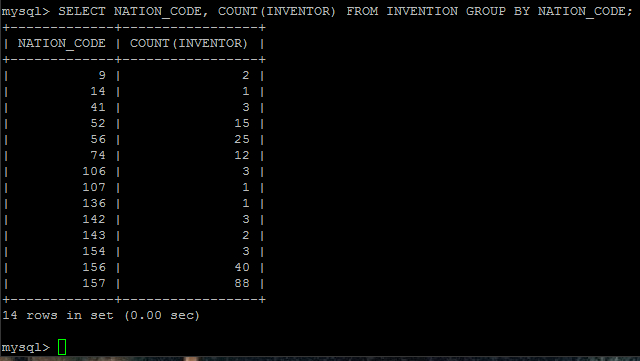 mysql> SELECT NATION_CODE, COUNT(INVENTOR) FROM INVENTION GROUP BY NATION_CODE;
+-------------+-----------------+
| NATION_CODE | COUNT(INVENTOR) |
+-------------+-----------------+
|           9 |               2 |
|          14 |               1 |
|          41 |               3 |
|          52 |              15 |
|          56 |              25 |
|          74 |              12 |
|         106 |               3 |
|         107 |               1 |
|         136 |               1 |
|         142 |               3 |
|         143 |               2 |
|         154 |               3 |
|         156 |              40 |
|         157 |              88 |
+-------------+-----------------+
14 rows in set (0.00 sec)
mysql>